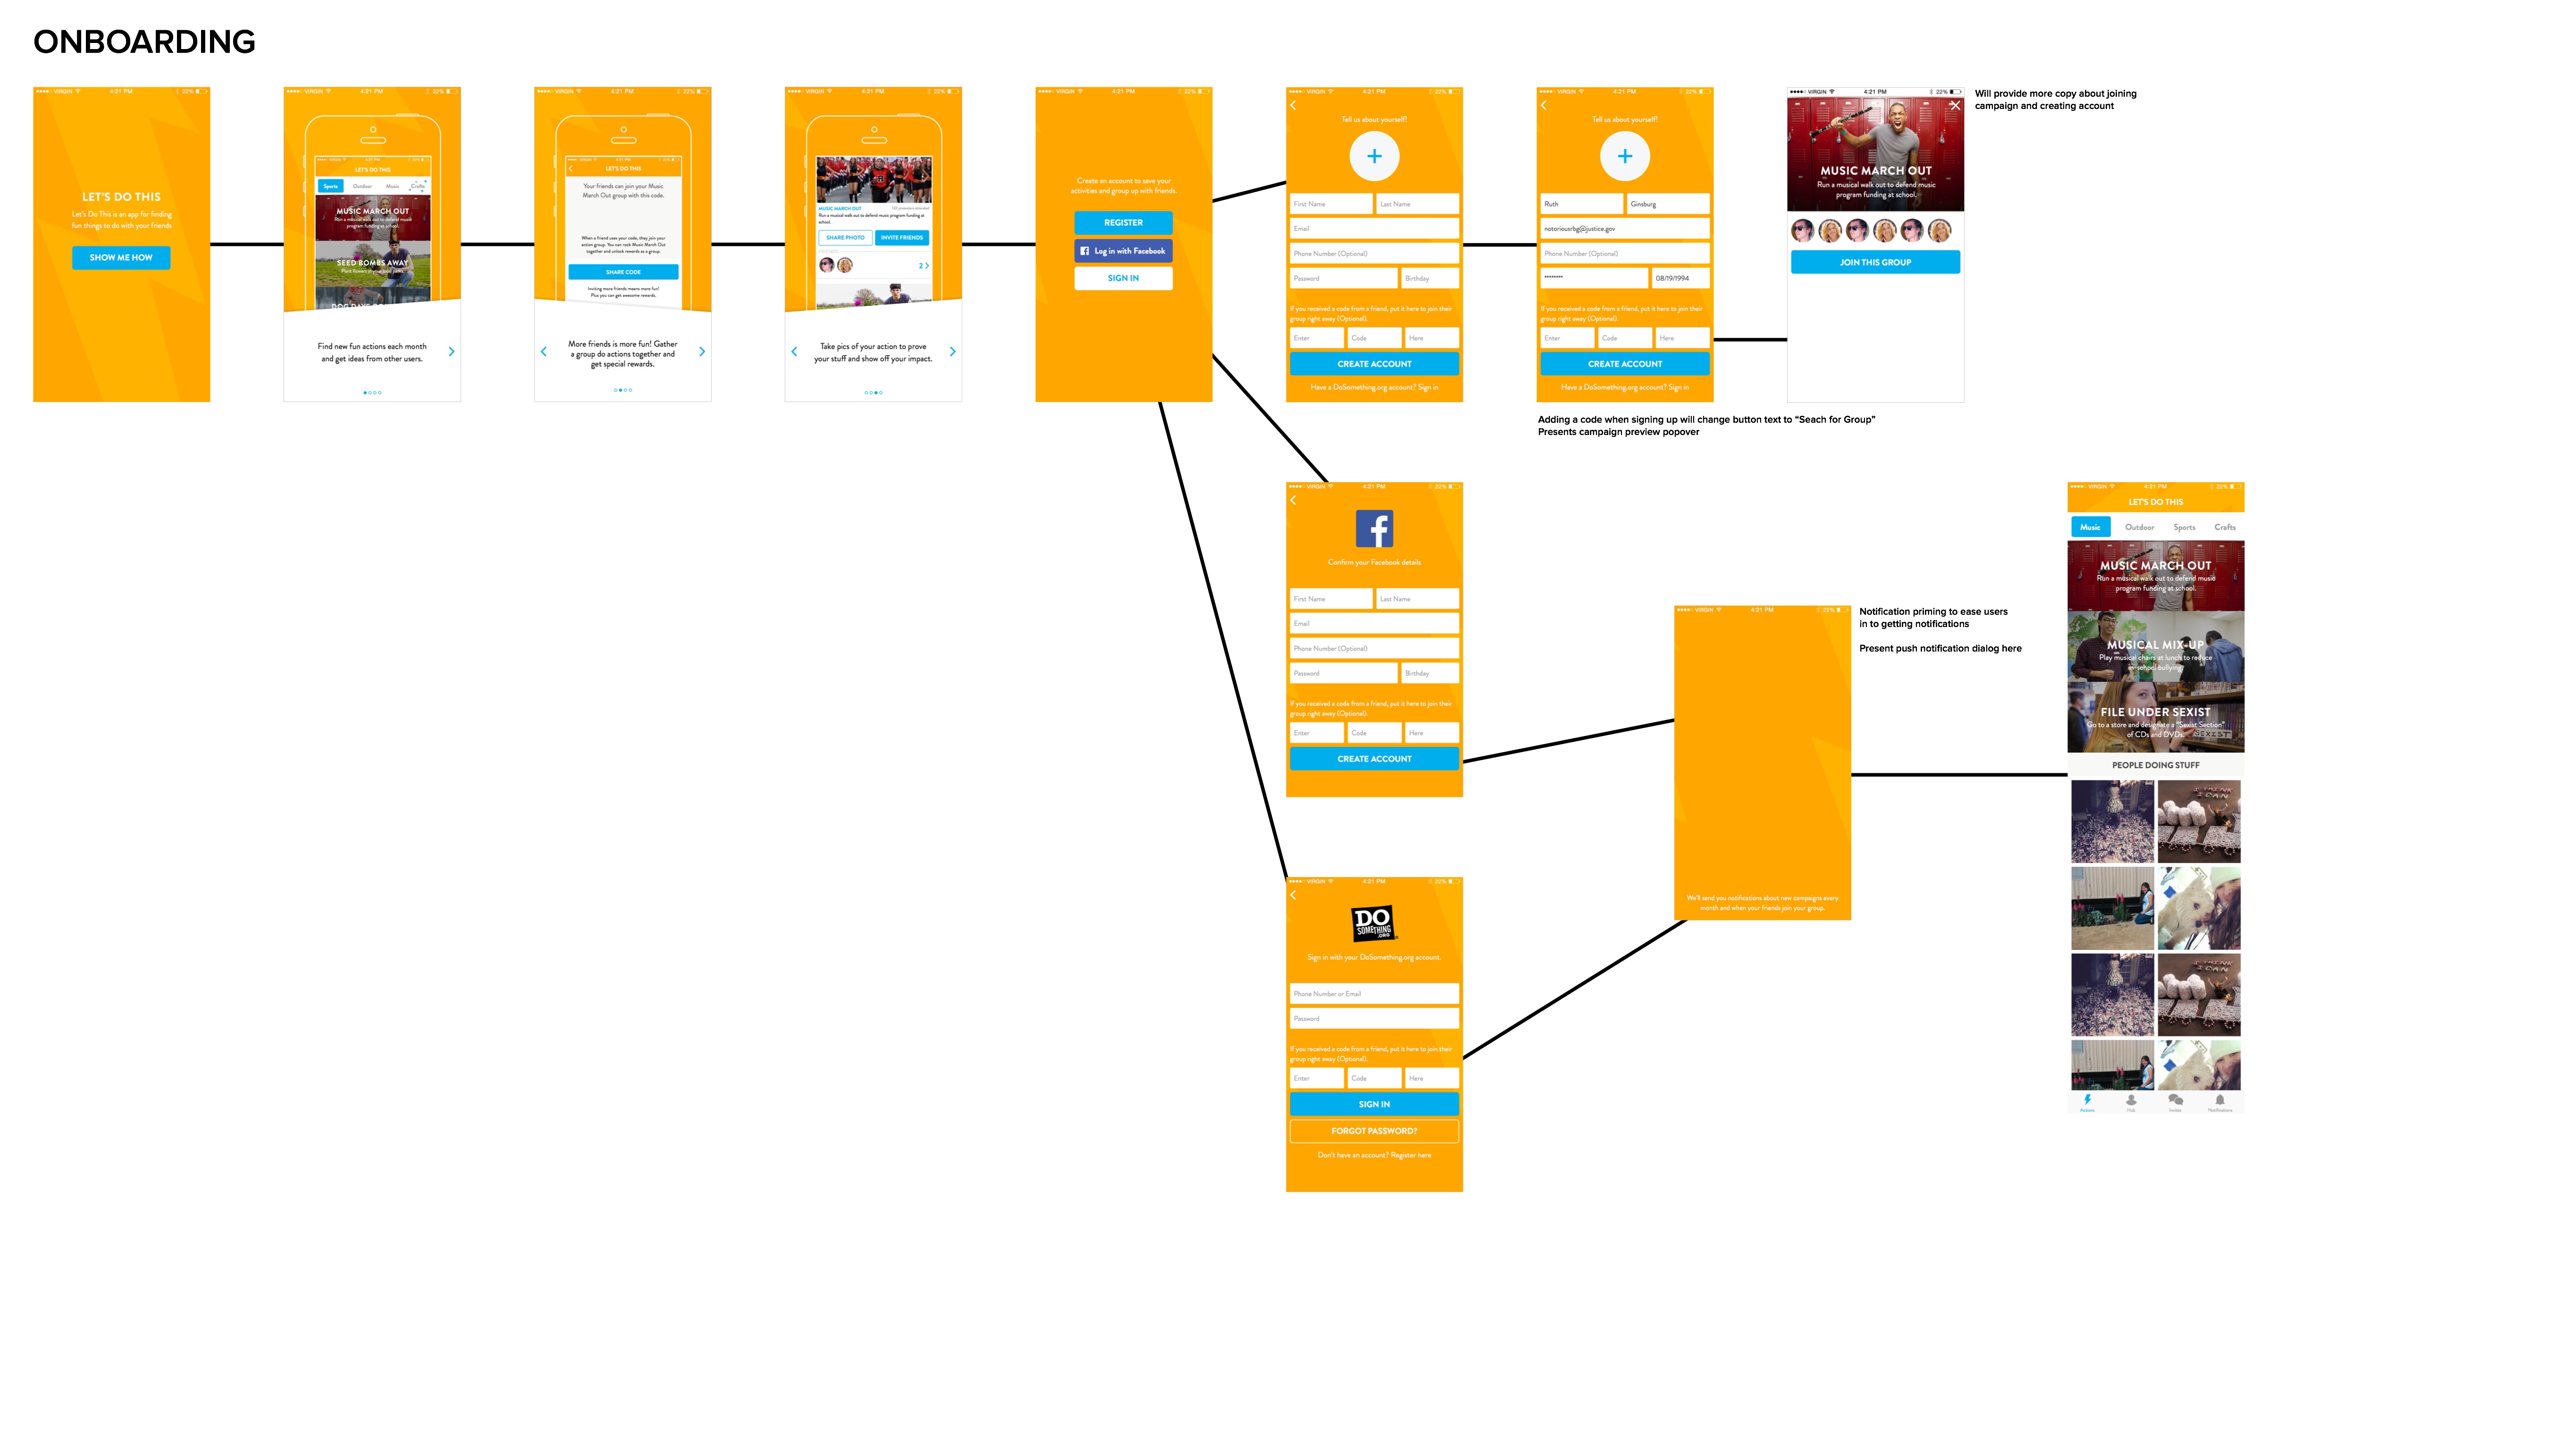 ONBOARDING
VIRGIN 4:21 PM 22%
LET'S DO THIS
Let's Do This is an app for finding
fun things to do with your friends
SHOW ME HOW
VIRGIN 4:21 PM 22%
LET'S DO THIS
Sports Outdoor Music Crafts
MUSIC MARCH OUT
Run a musical walk out to defend music
program funding at school.
SEED BOMBS AWAY
Find new fun actions each month
and get ideas from other users.
VIRGIN 4:21 PM 22%
LET'S DO THIS
Your friends can join your Music
March Out group with this code.
When a friend uses your code, they join your
action group. You can rock Music March Out
together and unlock rewards as a group.
SHARE CODE
Inviting more friends means more fun!
Plus you can get awesome rewards.
More friends is more fun! Gather
a group do actions together and
get special rewards.
VIRGIN 4:21 PM 22%
MUSIC MARCH OUT
Run a musical walk out to defend music program funding at
school.
SHARE PHOTO INVITE FRIENDS
2
Take pics of your action to prove
your stuff and show off your impact.
VIRGIN 4:21 PM 22%
Create an account to save your
activities and group up with friends.
REGISTER
Log in with Facebook
SIGN IN
VIRGIN 4:21 PM 22%
Tell us about yourself!
+
First Name Last Name
Email
Phone Number (Optional)
Password Birthday
If you received a code from a friend, put it here to join their
group right away (Optional).
Enter Code Here
CREATE ACCOUNT
Have a DoSomething.org account? Sign in
VIRGIN 4:21 PM 22%
Tell us about yourself!
+
Ruth Ginsburg
notoriousrbg@justice.gov
Phone Number (Optional)
******** 08/19/1994
If you received a code from a friend, put it here to join their
group right away (Optional).
Enter Code Here
CREATE ACCOUNT
Have a DoSomething.org account? Sign in
VIRGIN 4:21 PM 22%
MUSIC MARCH OUT
Run a musical walk out to defend music
program funding at school.
JOIN THIS GROUP
Will provide more copy about joining
campaign and creating account
Adding a code when signing up will change button text to “Seach for Group”
Presents campaign preview popover
VIRGIN 4:21 PM 22%
f
Confirm your Facebook details
First Name Last Name
Email
Phone Number (Optional)
Password Birthday
If you received a code from a friend, put it here to join their
group right away (Optional).
Enter Code Here
CREATE ACCOUNT
VIRGIN 4:21 PM 22%
We'll send you notifications about new campaigns every
month and when your friends join your group.
Notification priming to ease users
in to getting notifications
Present push notification dialog here
VIRGIN 4:21 PM 22%
LET'S DO THIS
Music Outdoor Sports Crafts
MUSIC MARCH OUT
Run a musical walk out to defend music
program funding at school.
MUSICAL MIX-UP
Play musical chairs at lunch to reduce
in-school bullying.
FILE UNDER SEXIST
Go to a store and designate a “Sexist Section”
of CDs and DVDs.
PEOPLE DOING STUFF
I THINK
I CAN
I THINK
I CAN
Actions Hub Invites Notifications
VIRGIN 4:21 PM 22%
DO
SOMETHING
.ORG
Sign in with your DoSomething.org account.
Phone Number or Email
Password
If you received a code from a friend, put it here to join their
group right away (Optional).
Enter Code Here
SIGN IN
FORGOT PASSWORD?
Don't have an account? Register here